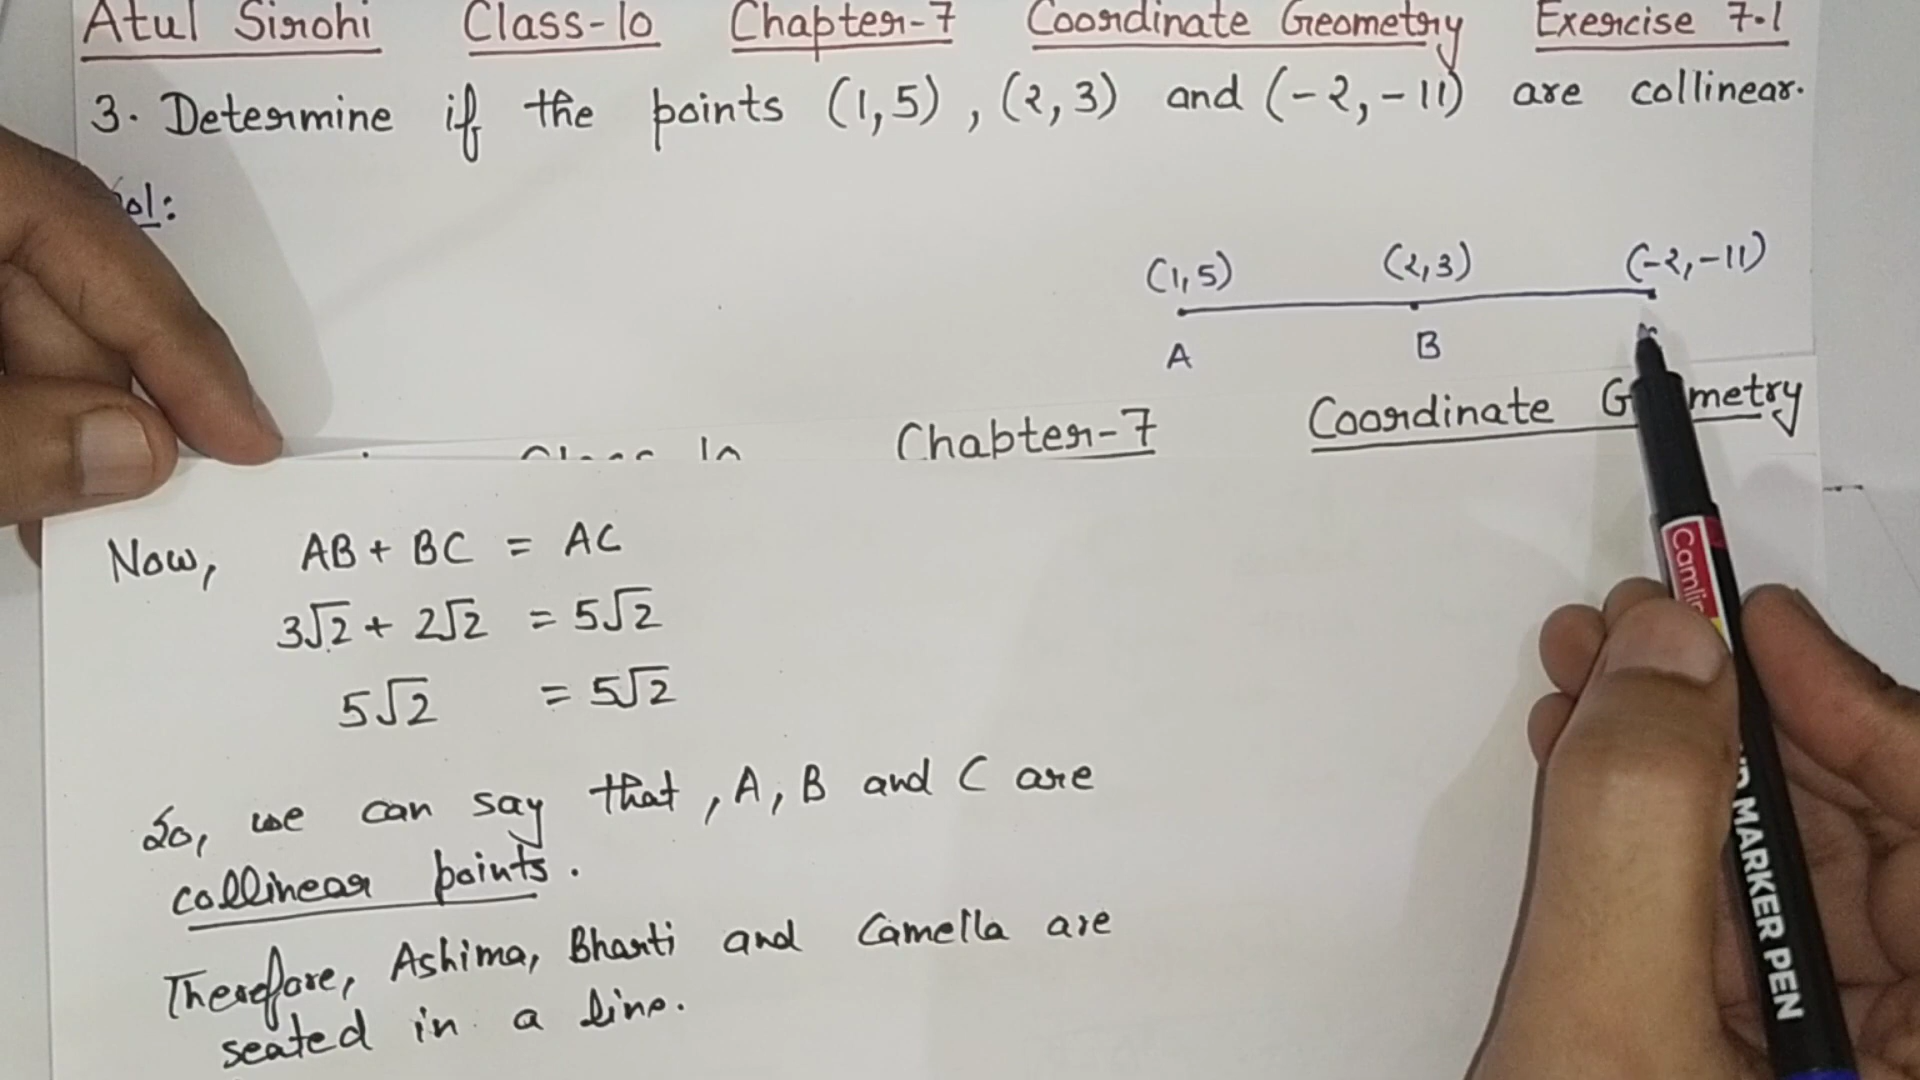 Atul Sirohi Class-10 Chapter-7 Coordinate Geometry Exercise 7.1
3. Determine if the points (1,5), (2,3) and (-2,-11) are collinear.
(1,5) (2,3) (-2,-11)
A B
Chapter-7 Coordinate
Now, AB + BC = AC
3√2 + 2√2 = 5√2
5√2 = 5√2
So, we can say that, A, B and C are
collinear points.
Therefore, Ashima, Bharti and Camella are
seated in a line.
MARKER PEN